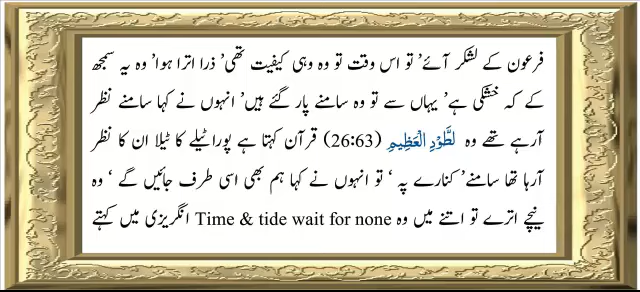 فرعون کے لشکر آئے’ تو اس وقت تو وہ وہی کیفیت تھی’ ذرا اترا ہوا’ وہ یہ سمجھ
کے کہ خشکی ہے’ یہاں سے تو وہ سامنے پار گئے ہیں’ انہوں نے کہا سامنے نظر
آرہے تھے وہ لطَّوْدِ الْعَظِيمِ (26:63) قرآن کہتا ہے پورا ٹیلے کا ٹیلا ان کا نظر
آرہا تھا سامنے’ کنارے پہ ‘ تو انہوں نے کہا ہم بھی اسی طرف جائیں گے ‘ وہ
نیچے اترے تو اتنے میں وہ Time & tide wait for none انگریزی میں کہتے